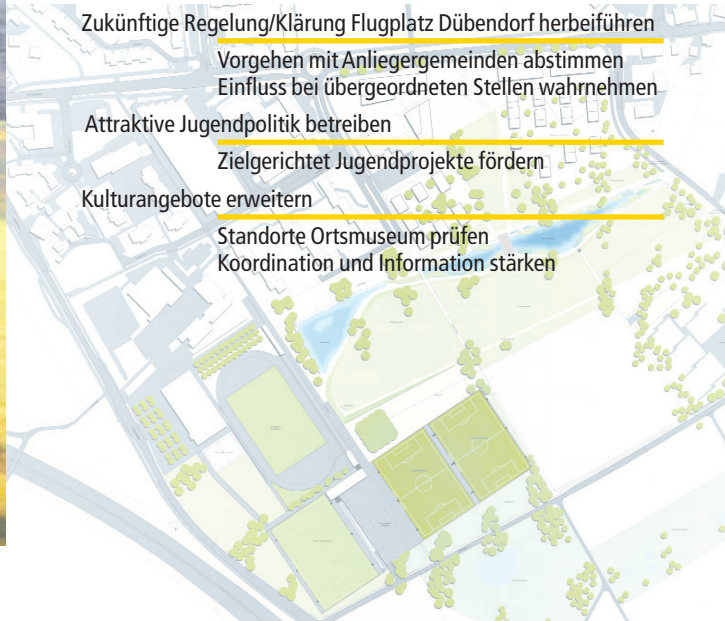 Zukünftige Regelung/Klärung Flugplatz Dübendorf herbeiführen
Vorgehen mit Anliegergemeinden abstimmen
Einfluss bei übergeordneten Stellen wahrnehmen
Attraktive Jugendpolitik betreiben
Zielgerichtet Jugendprojekte fördern
Kulturangebote erweitern
Standorte Ortsmuseum prüfen
Koordination und Information stärken